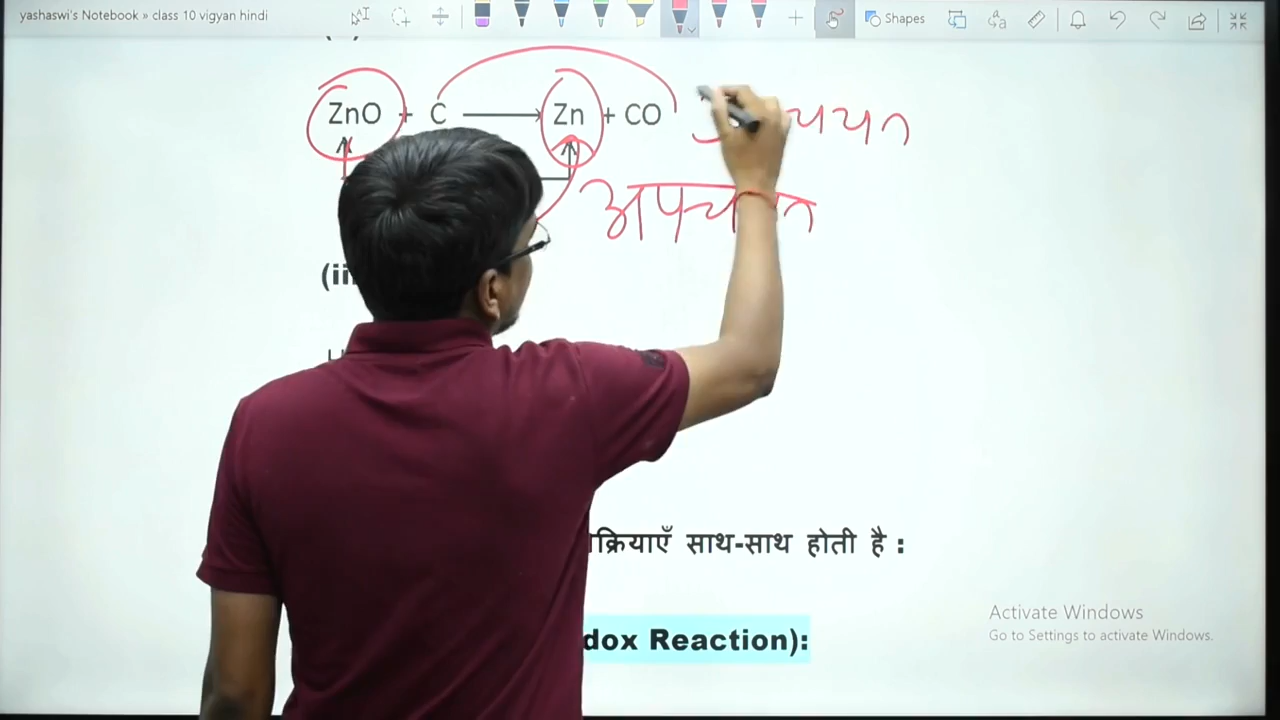 yashaswi's Notebook » class 10 vigyan hindi
Shapes
ZnO + C ⟶ Zn + CO
अपचयन
(ii
क्रियाएँ साथ-साथ होती है :
dox Reaction):
Activate Windows
Go to Settings to activate Windows.